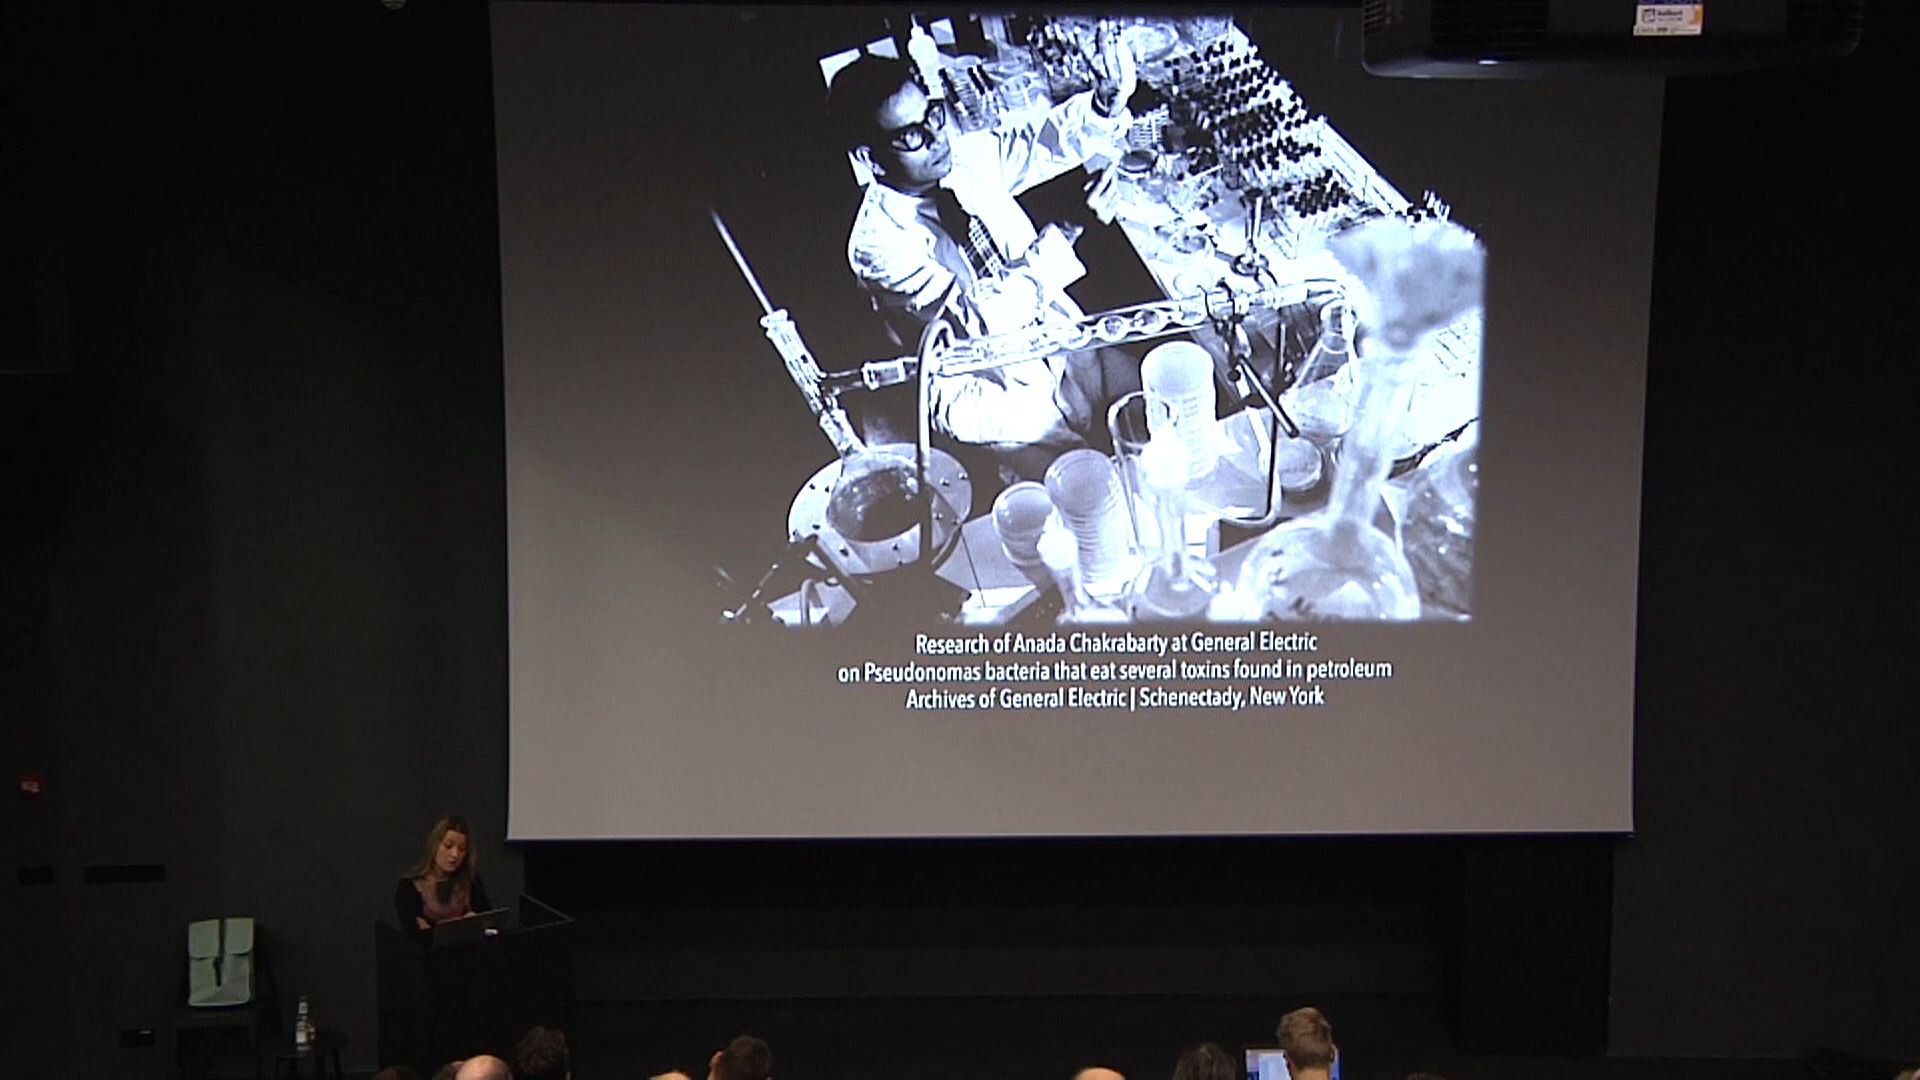 Research of Anada Chakrabarty at General Electric
on Pseudonomas bacteria that eat several toxins found in petroleum
Archives of General Electric | Schenectady, New York